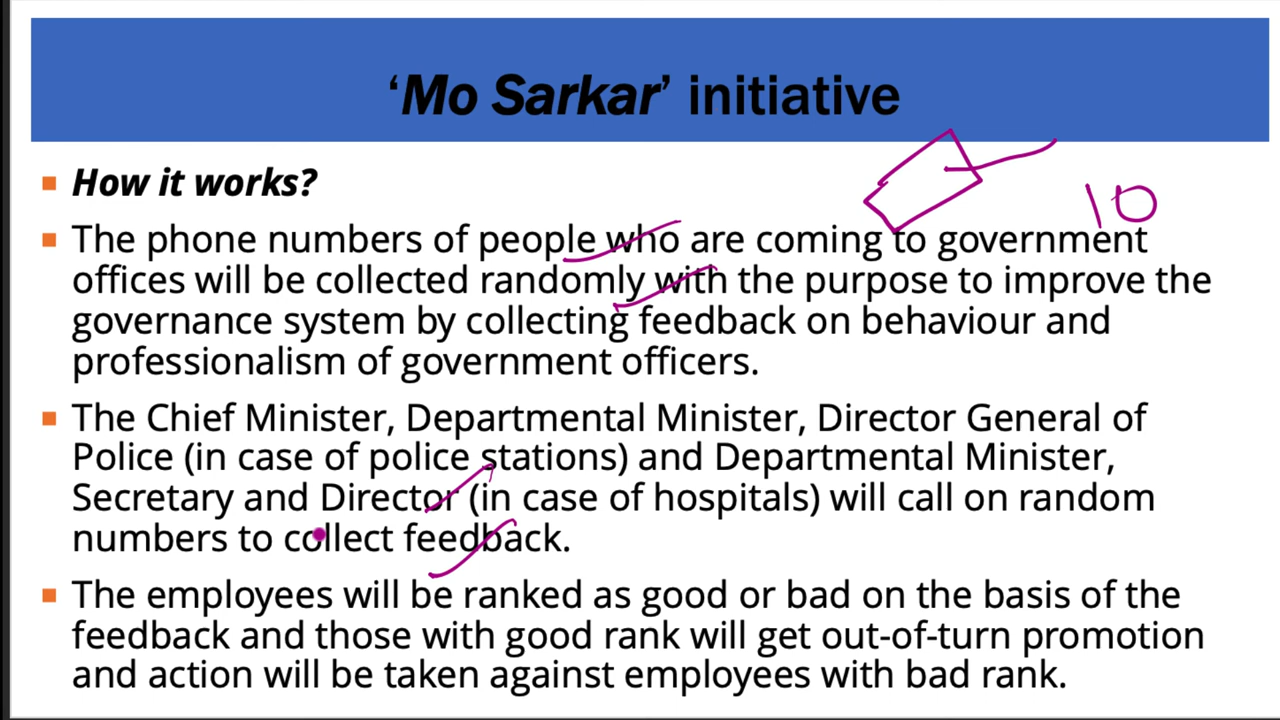 ‘Mo Sarkar’ initiative
How it works?
10
The phone numbers of people who are coming to government
offices will be collected randomly with the purpose to improve the
governance system by collecting feedback on behaviour and
professionalism of government officers.
The Chief Minister, Departmental Minister, Director General of
Police (in case of police stations) and Departmental Minister,
Secretary and Director (in case of hospitals) will call on random
numbers to collect feedback.
The employees will be ranked as good or bad on the basis of the
feedback and those with good rank will get out-of-turn promotion
and action will be taken against employees with bad rank.